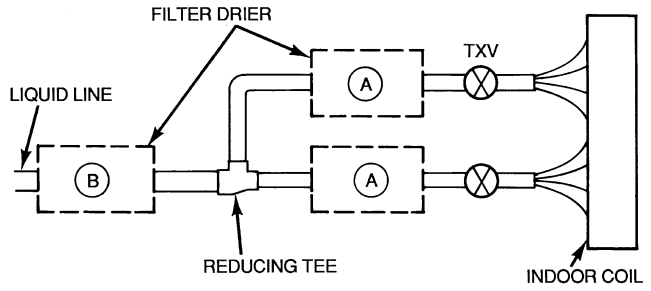 FILTER DRIER
TXV
A
LIQUID LINE
B
A
REDUCING TEE
INDOOR COIL